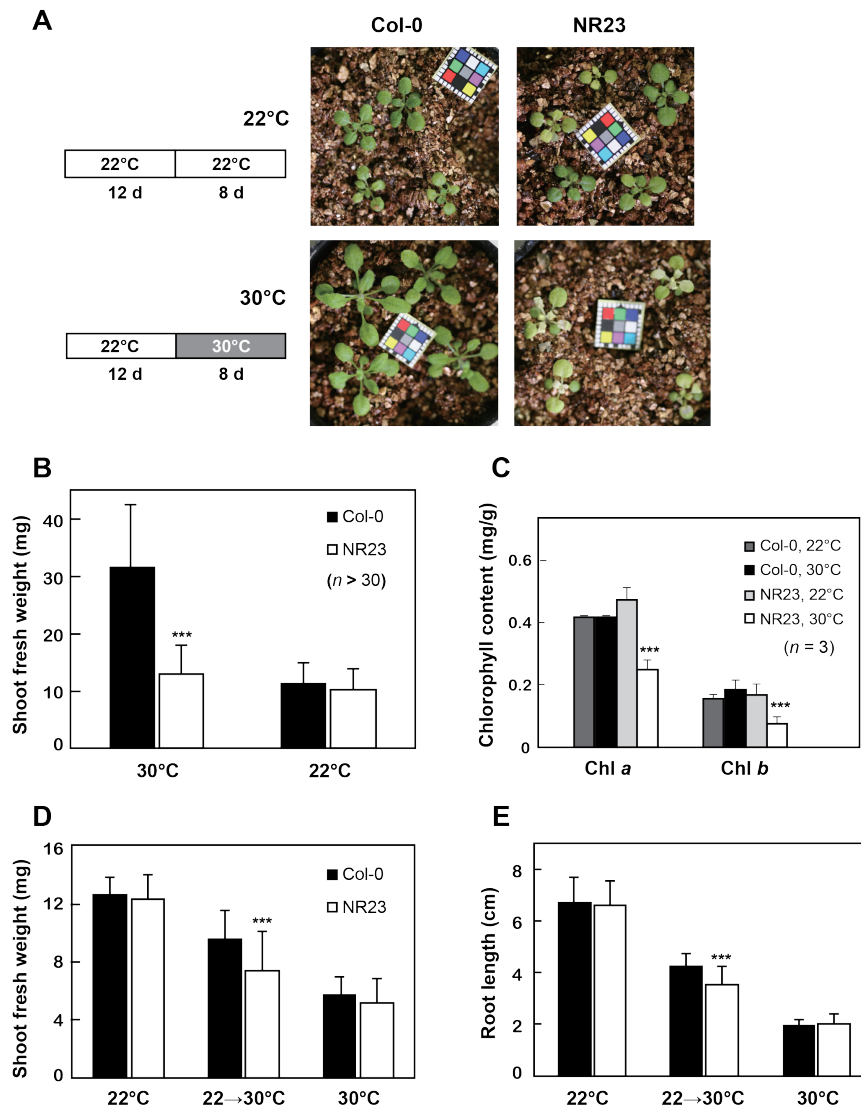 A
Col-0 NR23
22°C
22°C 22°C
12 d 8 d
30°C
22°C 30°C
12 d 8 d
B
Shoot fresh weight (mg)
40
30
20
10
0
Col-0
NR23
(n > 30)
***
30°C 22°C
C
Chlorophyll content (mg/g)
0.6
0.4
0.2
0
Col-0, 22°C
Col-0, 30°C
NR23, 22°C
NR23, 30°C
(n = 3)
***
***
Chl a Chl b
D
Shoot fresh weight (mg)
16
12
8
4
0
Col-0
NR23
***
22°C 22→30°C 30°C
E
Root length (cm)
8
6
4
2
0
***
22°C 22→30°C 30°C